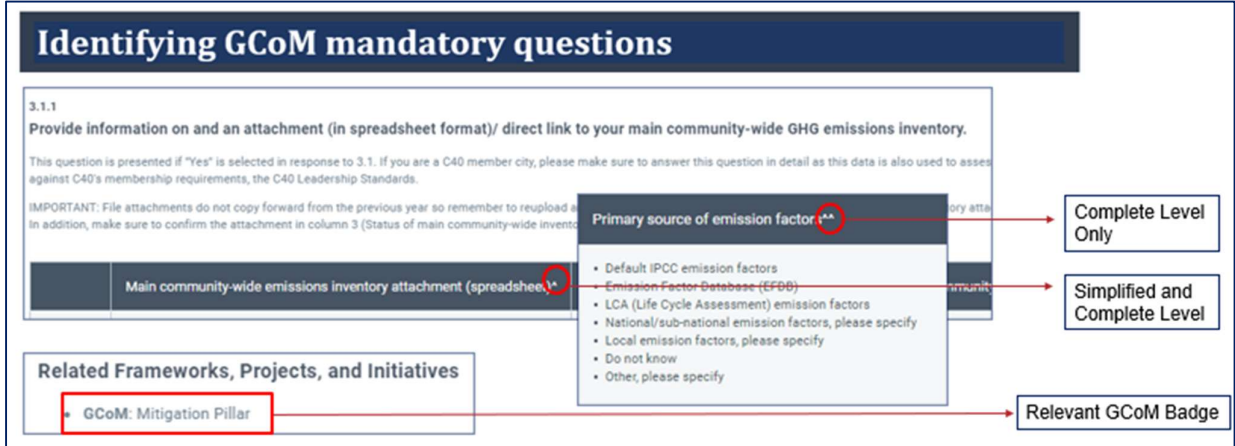 Identifying GCoM mandatory questions
3.1.1
Provide information on and an attachment (in spreadsheet format)/ direct link to your main community-wide GHG emissions inventory.
This question is presented if "Yes" is selected in response to 3.1. If you are a C40 member city, please make sure to answer this question in detail as this data is also used to asses
against C40's membership requirements, the C40 Leadership Standards.
IMPORTANT: File attachments do not copy forward from the previous year so remember to reupload a
ory atta
In addition, make sure to confirm the attachment in column 3 (Status of main community-wide invento
Main community-wide emissions inventory attachment (spreadsheet)^
mmunity
Primary source of emission factors^^
• Default IPCC emission factors
• Emission Factor Database (EFDB)
• LCA (Life Cycle Assessment) emission factors
• National/sub-national emission factors, please specify
• Local emission factors, please specify
• Do not know
• Other, please specify
Complete Level
Only
Simplified and
Complete Level
Related Frameworks, Projects, and Initiatives
• GCoM: Mitigation Pillar
Relevant GCoM Badge